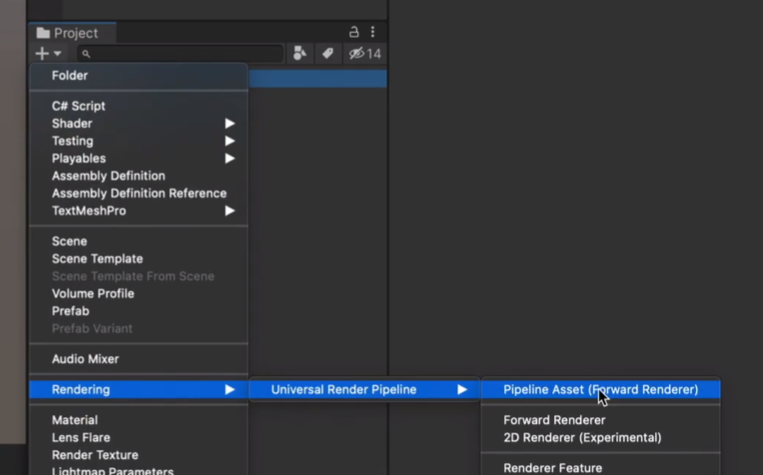 Project
14
Folder
C# Script
Shader
Testing
Playables
Assembly Definition
Assembly Definition Reference
TextMeshPro
Scene
Scene Template
Scene Template From Scene
Volume Profile
Prefab
Prefab Variant
Audio Mixer
Rendering
Universal Render Pipeline
Pipeline Asset (Forward Renderer)
Material
Forward Renderer
Lens Flare
2D Renderer (Experimental)
Render Texture
Renderer Feature
Lightmap Parameters